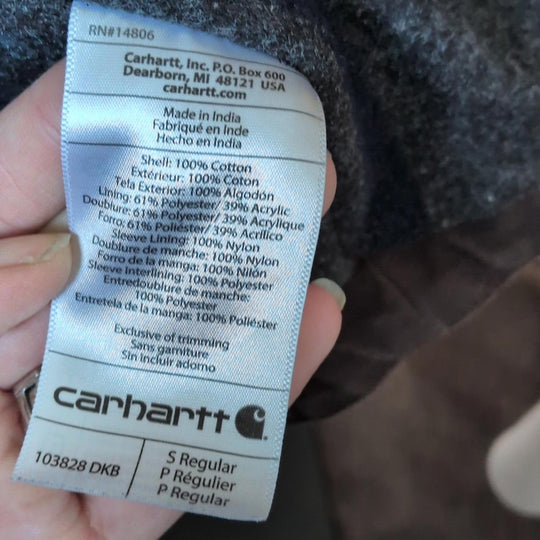 RN#14806
Carhartt, Inc. P.O. Box 600
Dearborn, MI 48121 USA
carhartt.com
Made in India
Fabriqué en Inde
Hecho en India
Shell: 100% Cotton
Extérieur: 100% Coton
Tela Exterior: 100% Algodón
Lining: 61% Polyester / 39% Acrylic
Doublure: 61% Polyester / 39% Acrylique
Forro: 61% Poliéster / 39% Acrílico
Sleeve Lining: 100% Nylon
Doublure de manche: 100% Nylon
Forro de la manga: 100% Nilón
Sleeve Interlining: 100% Polyester
Entredoublure de manche:
100% Polyester
Entretela de la manga: 100% Poliéster
Exclusive of trimming
Sans garniture
Sin incluir adorno
carhartt
103828 DKB
S Regular
P Régulier
P Regular